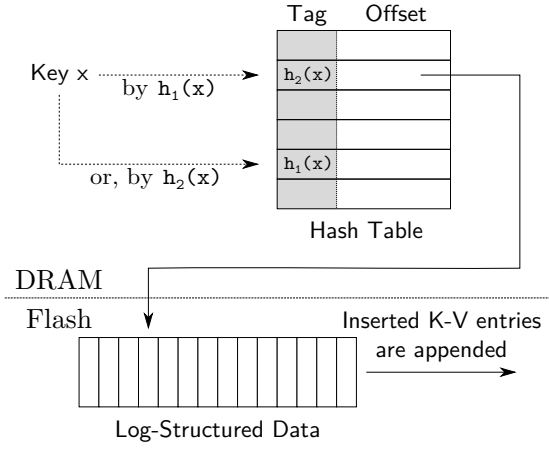 Tag Offset
Key x
h₂(x)
by h₁(x)
h₁(x)
or, by h₂(x)
Hash Table
DRAM
Flash
Inserted K-V entries
are appended
Log-Structured Data